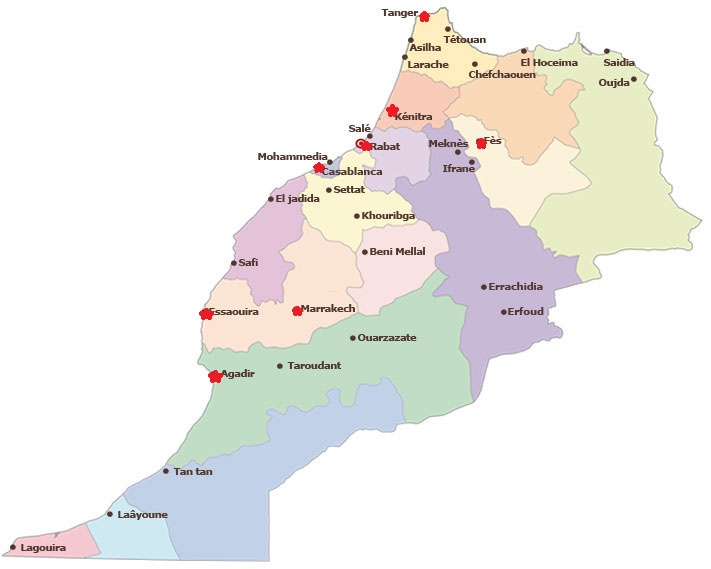 Tanger
Tétouan
Asilha
Larache
Chefchaouen
El Hoceima
Saidia
Oujda
Kénitra
Salé
Rabat
Meknès
Fès
Mohammedia
Casablanca
Ifrane
Settat
El jadida
Khouribga
Beni Mellal
Safi
Errachidia
Essaouira
Marrakech
Erfoud
Ouarzazate
Taroudant
Agadir
Tan tan
Laâyoune
Lagouira